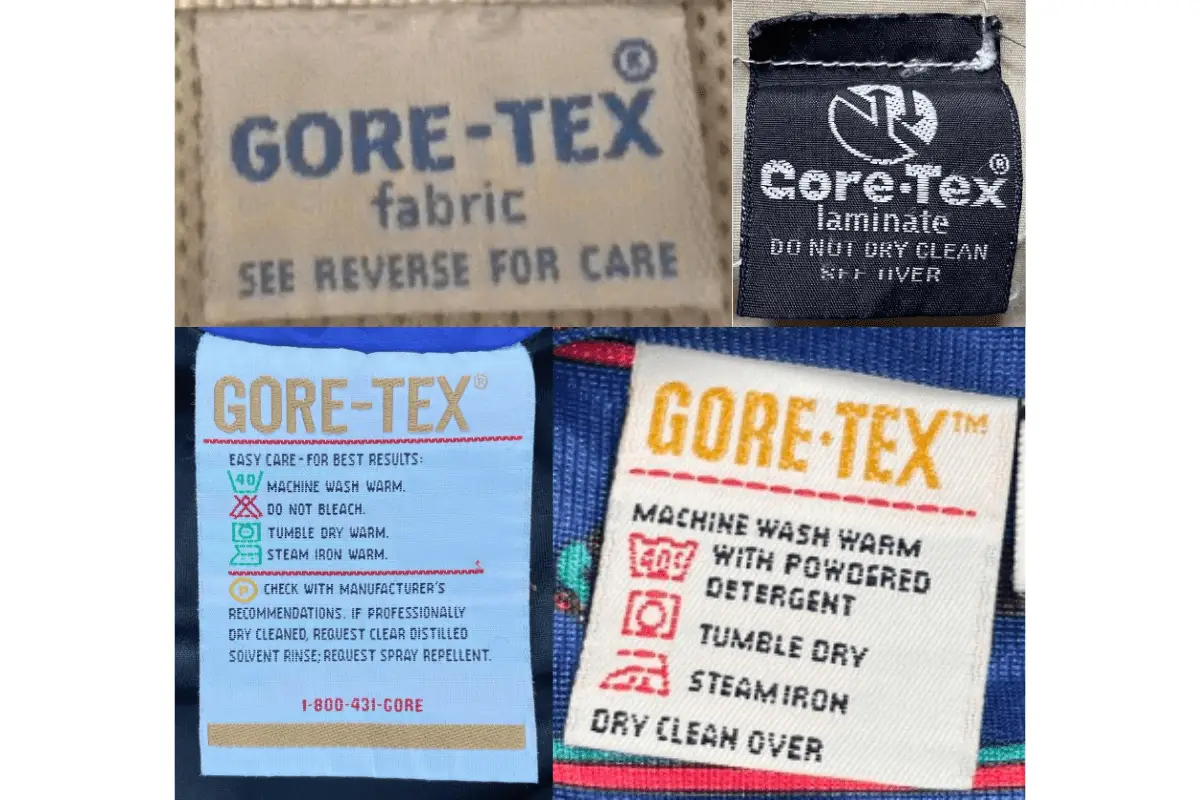 GORE-TEX®
fabric
SEE REVERSE FOR CARE
Gore-Tex®
laminate
DO NOT DRY CLEAN
SEE OVER
GORE-TEX®
EASY CARE-FOR BEST RESULTS:
40 MACHINE WASH WARM.
DO NOT BLEACH.
TUMBLE DRY WARM.
STEAM IRON WARM.
P CHECK WITH MANUFACTURER'S
RECOMMENDATIONS. IF PROFESSIONALLY
DRY CLEANED, REQUEST CLEAR DISTILLED
SOLVENT RINSE; REQUEST SPRAY REPELLENT.
1-800-431-GORE
GORE-TEX™
MACHINE WASH WARM
40° WITH POWDERED
DETERGENT
TUMBLE DRY
STEAM IRON
DRY CLEAN OVER